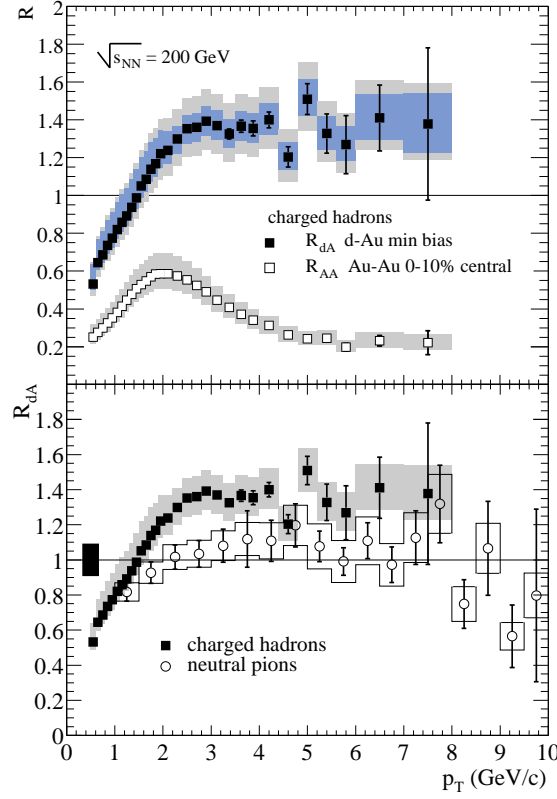 R
1.8
√s_NN = 200 GeV
1.6
1.4
1.2
1
charged hadrons
0.8
R_dA d-Au min bias
0.6
R_AA Au-Au 0-10% central
0.4
0.2
R_dA
1.8
1.6
1.4
1.2
1
0.8
0.6
charged hadrons
neutral pions
0.4
0.2
0
0 1 2 3 4 5 6 7 8 9 10
p_T (GeV/c)